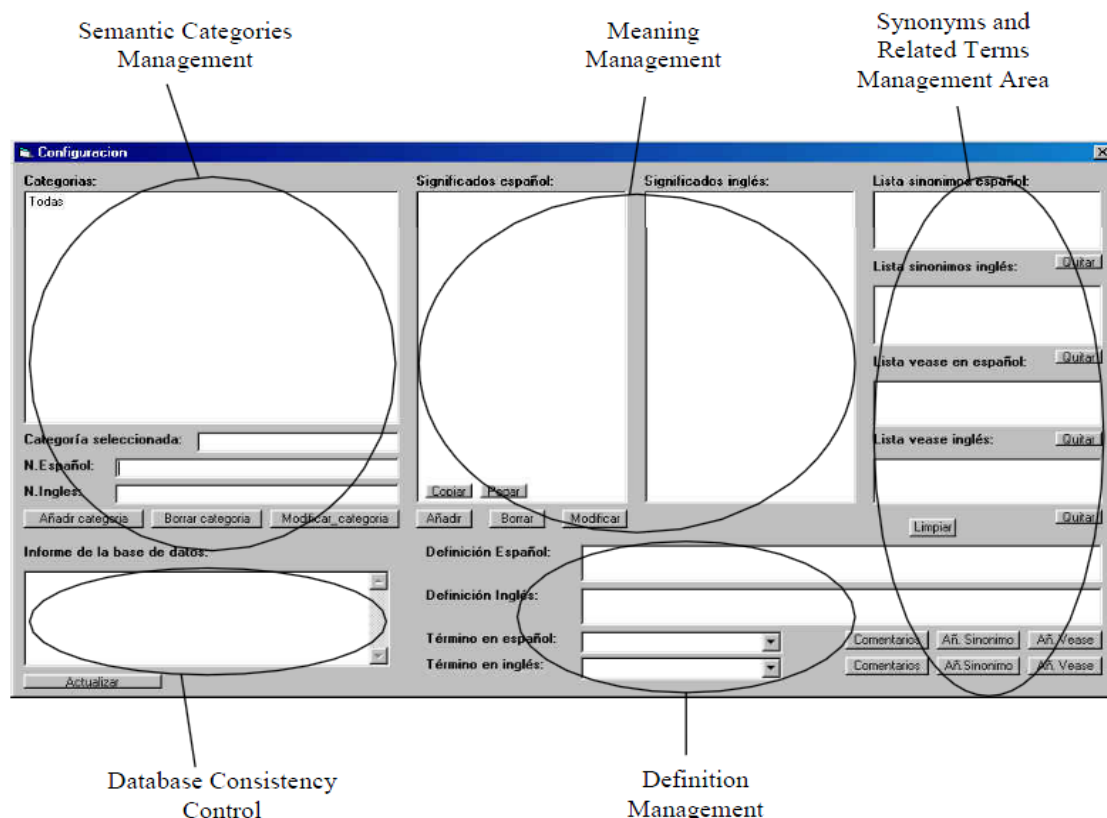 Semantic Categories
Management
Meaning
Management
Synonyms and
Related Terms
Management Area
Configuracion
Categorias:
Todas
Significados español:
Significados inglés:
Lista sinonimos español:
Quitar
Lista sinonimos inglés:
Quitar
Lista vease en español:
Quitar
Lista vease inglés:
Quitar
Limpiar
Categoría seleccionada:
N.Español:
N.Ingles:
Añadir categoria Borrar categoria Modificar_categoria
Copiar Pegar
Añadir Borrar Modificar
Informe de la base de datos:
Actualizar
Definición Español:
Definición Inglés:
Término en español:
Término en inglés:
Comentarios Añ. Sinonimo Añ. Vease
Comentarios Añ.Sinonimo Añ. Vease
Database Consistency
Control
Definition
Management